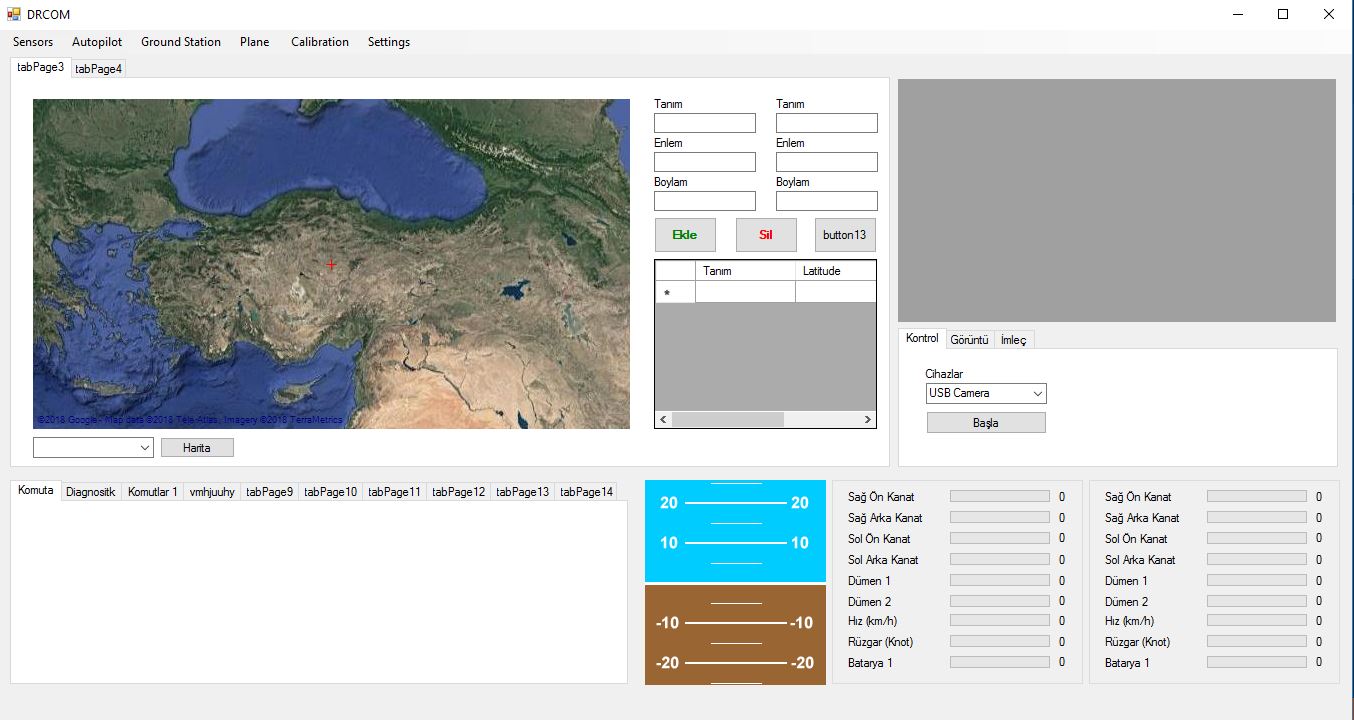 DRCOM
Sensors Autopilot Ground Station Plane Calibration Settings
tabPage3 tabPage4
Tanım Tanım
Enlem Enlem
Boylam Boylam
Ekle Sil button13
Tanım Latitude
*
©2018 Google - Map data ©2018 Tele Atlas, Imagery ©2018 TerraMetrics
Harita
Kontrol Görüntü İmleç
Cihazlar
USB Camera
Başla
Komuta Diagnositk Komutlar 1 vmhjuuhy tabPage9 tabPage10 tabPage11 tabPage12 tabPage13 tabPage14
20 20
10 10
-10 -10
-20 -20
Sağ Ön Kanat 0
Sağ Arka Kanat 0
Sol Ön Kanat 0
Sol Arka Kanat 0
Dümen 1 0
Dümen 2 0
Hız (km/h) 0
Rüzgar (Knot) 0
Batarya 1 0
Sağ Ön Kanat 0
Sağ Arka Kanat 0
Sol Ön Kanat 0
Sol Arka Kanat 0
Dümen 1 0
Dümen 2 0
Hız (km/h) 0
Rüzgar (Knot) 0
Batarya 1 0